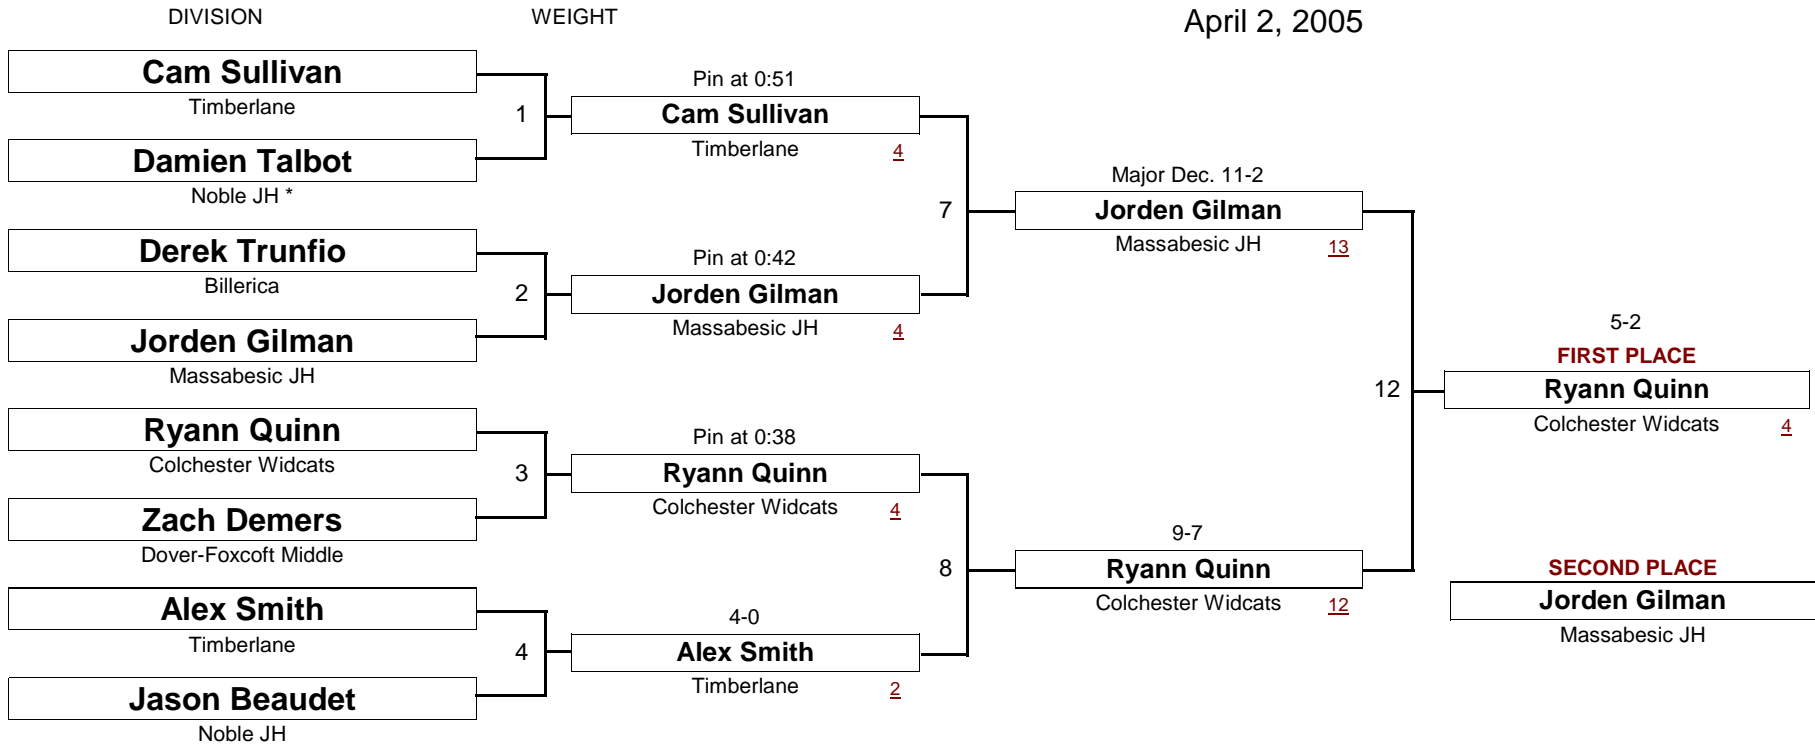 DIVISION
WEIGHT
April 2, 2005
Cam Sullivan
Timberlane
1
Damien Talbot
Noble JH *
Derek Trunfio
Billerica
2
Jorden Gilman
Massabesic JH
Ryann Quinn
Colchester Widcats
3
Zach Demers
Dover-Foxcoft Middle
Alex Smith
Timberlane
4
Jason Beaudet
Noble JH
Pin at 0:51
Cam Sullivan
Timberlane 4
7
Pin at 0:42
Jorden Gilman
Massabesic JH 4
Pin at 0:38
Ryann Quinn
Colchester Widcats 4
8
4-0
Alex Smith
Timberlane 2
Major Dec. 11-2
Jorden Gilman
Massabesic JH 13
12
9-7
Ryann Quinn
Colchester Widcats 12
5-2
FIRST PLACE
Ryann Quinn
Colchester Widcats 4
SECOND PLACE
Jorden Gilman
Massabesic JH